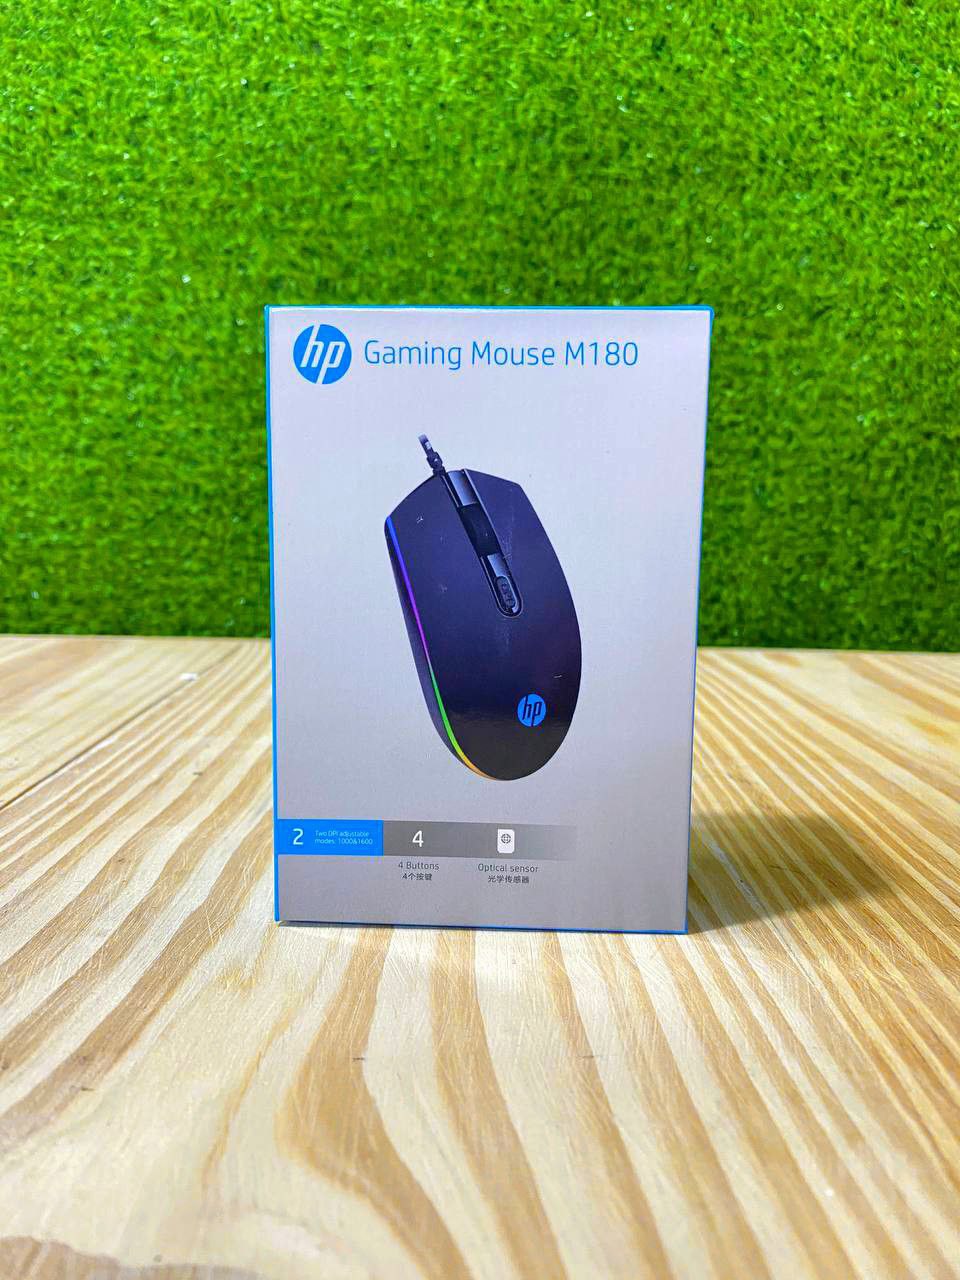 hp Gaming Mouse M180
hp
2
Two DPI adjustable
modes: 1000&1600
4
4 Buttons
4个按键
Optical sensor
光学传感器